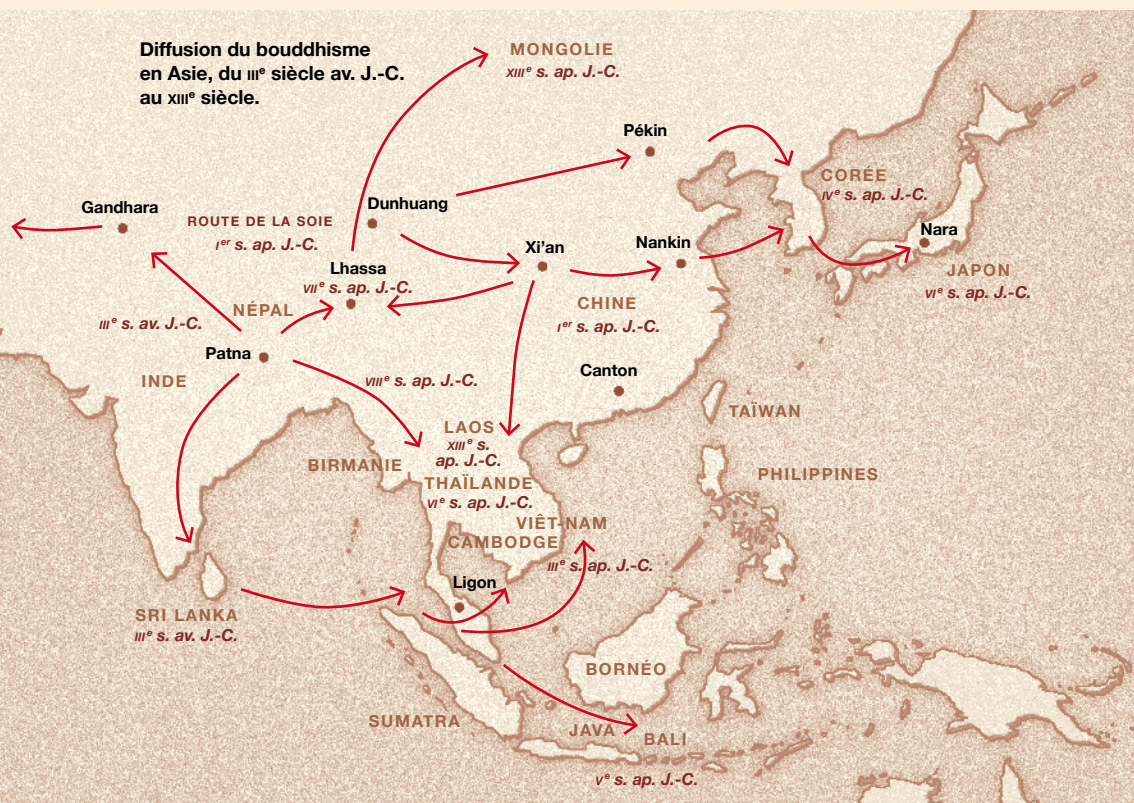 Diffusion du bouddhisme
en Asie, du IIIe siècle av. J.-C.
au XIIIe siècle.
MONGOLIE
XIIIe s. ap. J.-C.
Pékin
CORÉE
IVe s. ap. J.-C.
Gandhara
ROUTE DE LA SOIE
Ier s. ap. J.-C.
Dunhuang
Xi’an
Nankin
Nara
JAPON
VIe s. ap. J.-C.
Lhassa
VIIe s. ap. J.-C.
NÉPAL
CHINE
Ier s. ap. J.-C.
IIIe s. av. J.-C.
Patna
INDE
VIIIe s. ap. J.-C.
Canton
TAÏWAN
LAOS
XIIIe s.
ap. J.-C.
BIRMANIE
THAÏLANDE
VIe s. ap. J.-C.
PHILIPPINES
VIÊT-NAM
CAMBODGE
IIIe s. ap. J.-C.
Ligon
SRI LANKA
IIIe s. av. J.-C.
BORNÉO
SUMATRA
JAVA
BALI
Ve s. ap. J.-C.